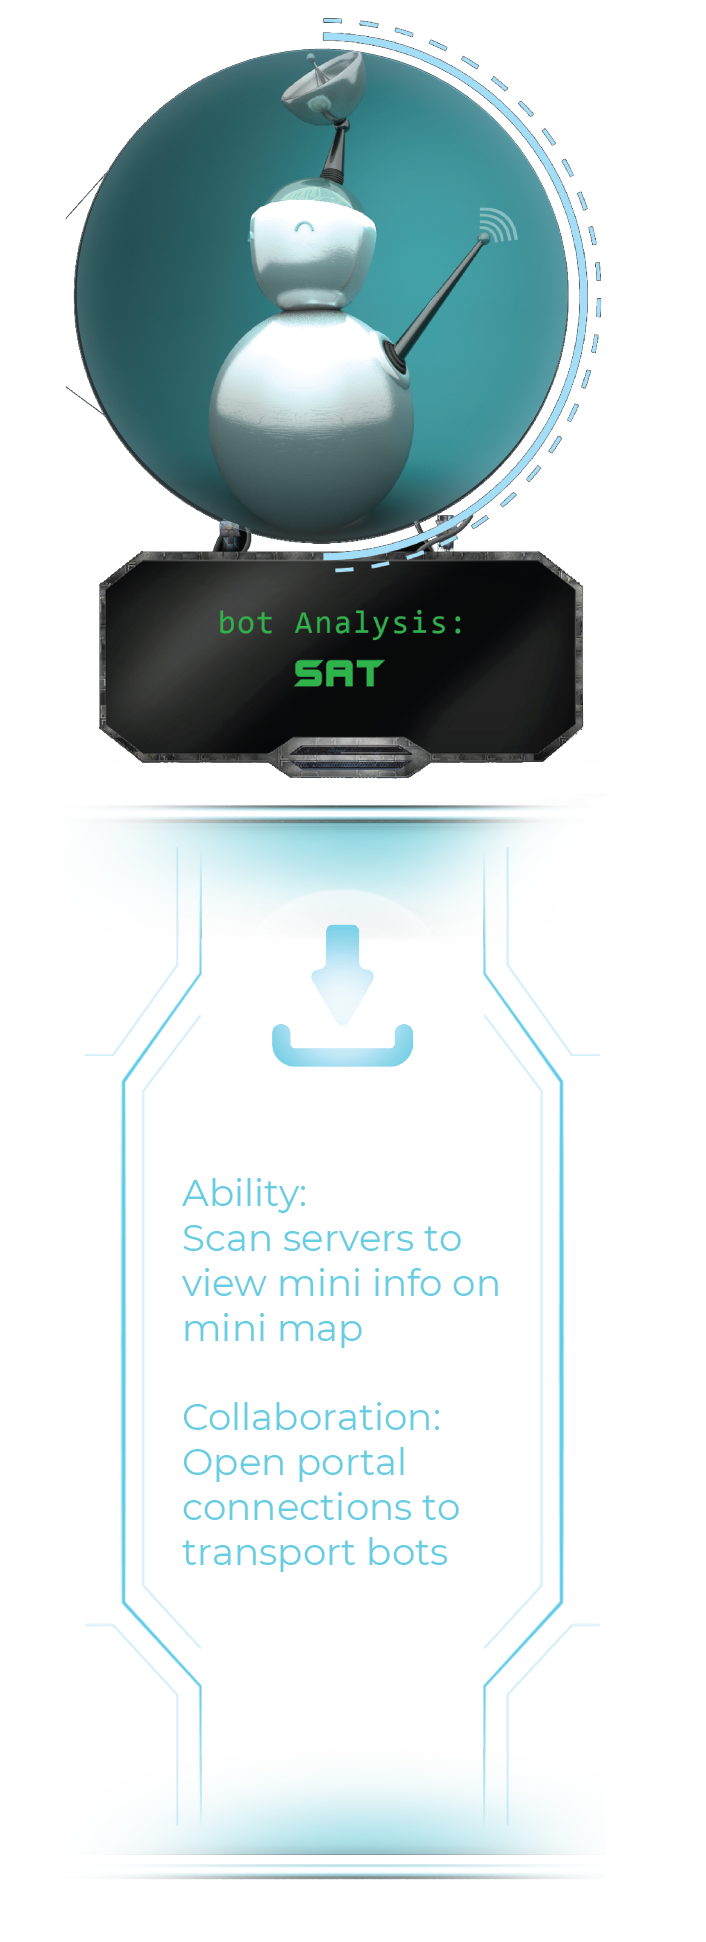 bot Analysis:
SAT
Ability:
Scan servers to
view mini info on
mini map
Collaboration:
Open portal
connections to
transport bots